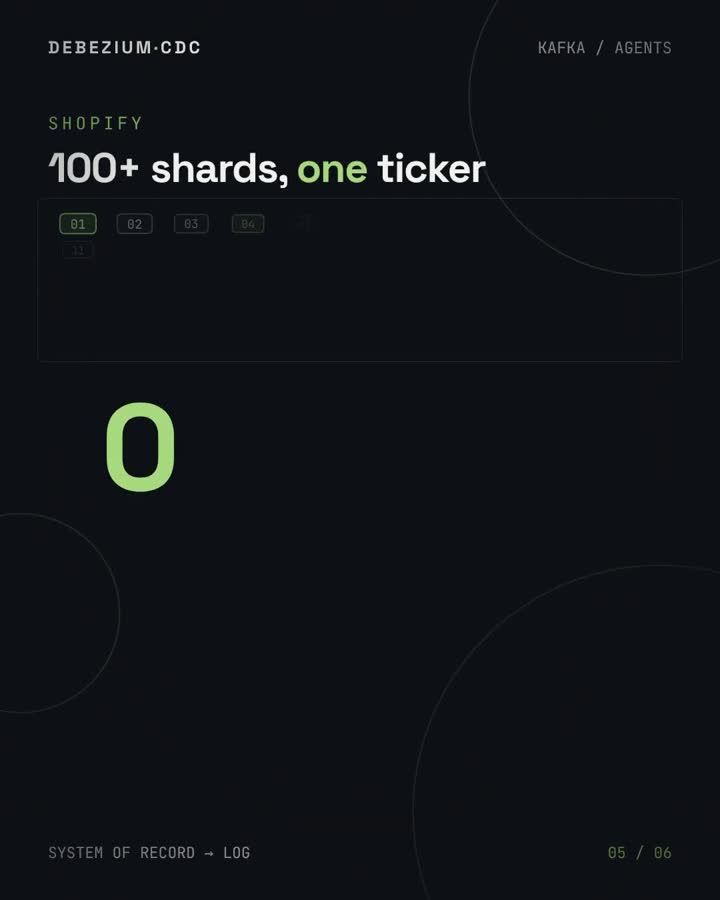 DEBEZIUM·CDC
KAFKA / AGENTS
SHOPIFY
100+ shards, one ticker
01 02 03 04
11
0
SYSTEM OF RECORD → LOG
05 / 06